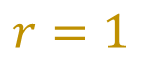 r = 1